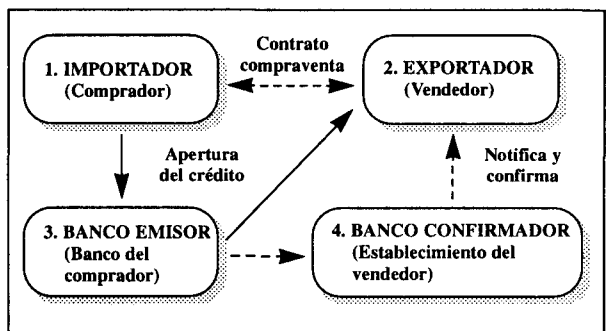 Contrato
compraventa
1. IMPORTADOR
(Comprador)
2. EXPORTADOR
(Vendedor)
Apertura
del crédito
Notifica y
confirma
3. BANCO EMISOR
(Banco del
comprador)
4. BANCO CONFIRMADOR
(Establecimiento del
vendedor)